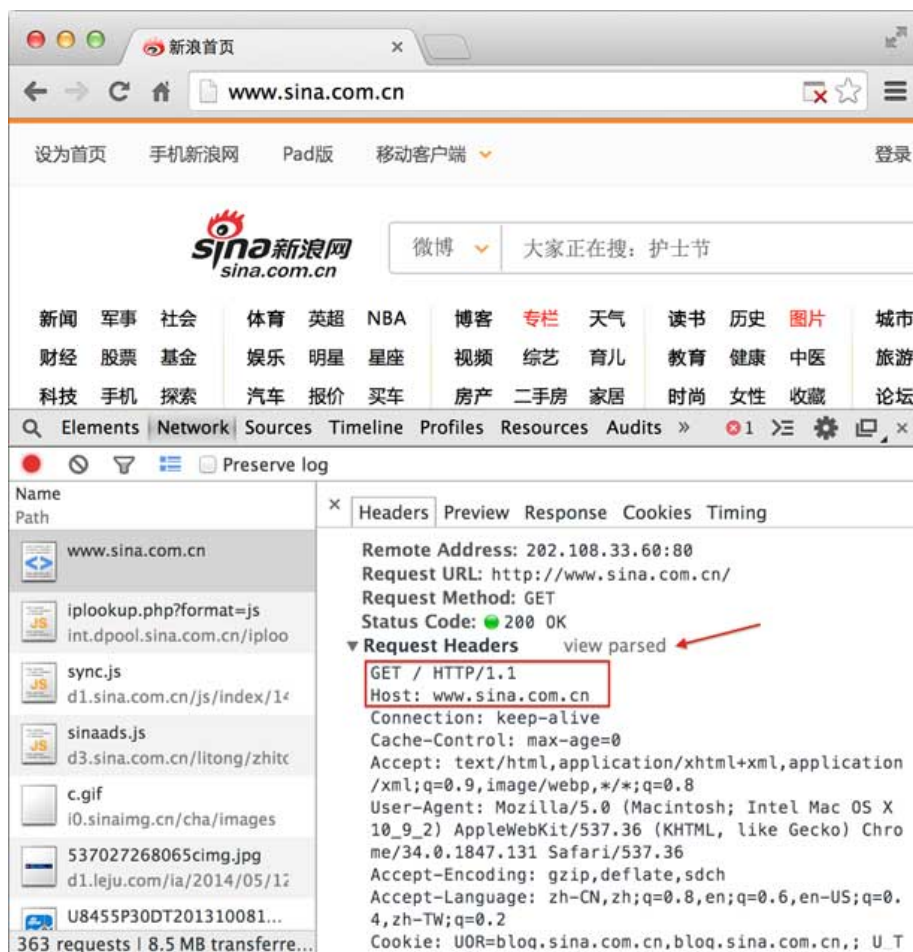 新浪首页
www.sina.com.cn
设为首页 手机新浪网 Pad版 移动客户端 登录
sina新浪网
sina.com.cn
微博 大家正在搜：护士节
新闻 军事 社会 体育 英超 NBA 博客 专栏 天气 读书 历史 图片 城市
财经 股票 基金 娱乐 明星 星座 视频 综艺 育儿 教育 健康 中医 旅游
科技 手机 探索 汽车 报价 买车 房产 二手房 家居 时尚 女性 收藏 论坛
Elements Network Sources Timeline Profiles Resources Audits » 1
Preserve log
Name
Path
Headers Preview Response Cookies Timing
www.sina.com.cn
iplookup.php?format=js
int.dpool.sina.com.cn/iploo
sync.js
d1.sina.com.cn/js/index/14
sinaads.js
d3.sina.com.cn/litong/zhito
c.gif
i0.sinaimg.cn/cha/images
537027268065cimg.jpg
d1.leju.com/ia/2014/05/12
U8455P30DT201310081...
363 requests | 8.5 MB transferre...
Remote Address: 202.108.33.60:80
Request URL: http://www.sina.com.cn/
Request Method: GET
Status Code: 200 OK
Request Headers view parsed
GET / HTTP/1.1
Host: www.sina.com.cn
Connection: keep-alive
Cache-Control: max-age=0
Accept: text/html,application/xhtml+xml,application
/xml;q=0.9,image/webp,*/*;q=0.8
User-Agent: Mozilla/5.0 (Macintosh; Intel Mac OS X
10_9_2) AppleWebKit/537.36 (KHTML, like Gecko) Chro
me/34.0.1847.131 Safari/537.36
Accept-Encoding: gzip,deflate,sdch
Accept-Language: zh-CN,zh;q=0.8,en;q=0.6,en-US;q=0.
4,zh-TW;q=0.2
Cookie: UOR=blog.sina.com.cn,blog.sina.com.cn,; U_T